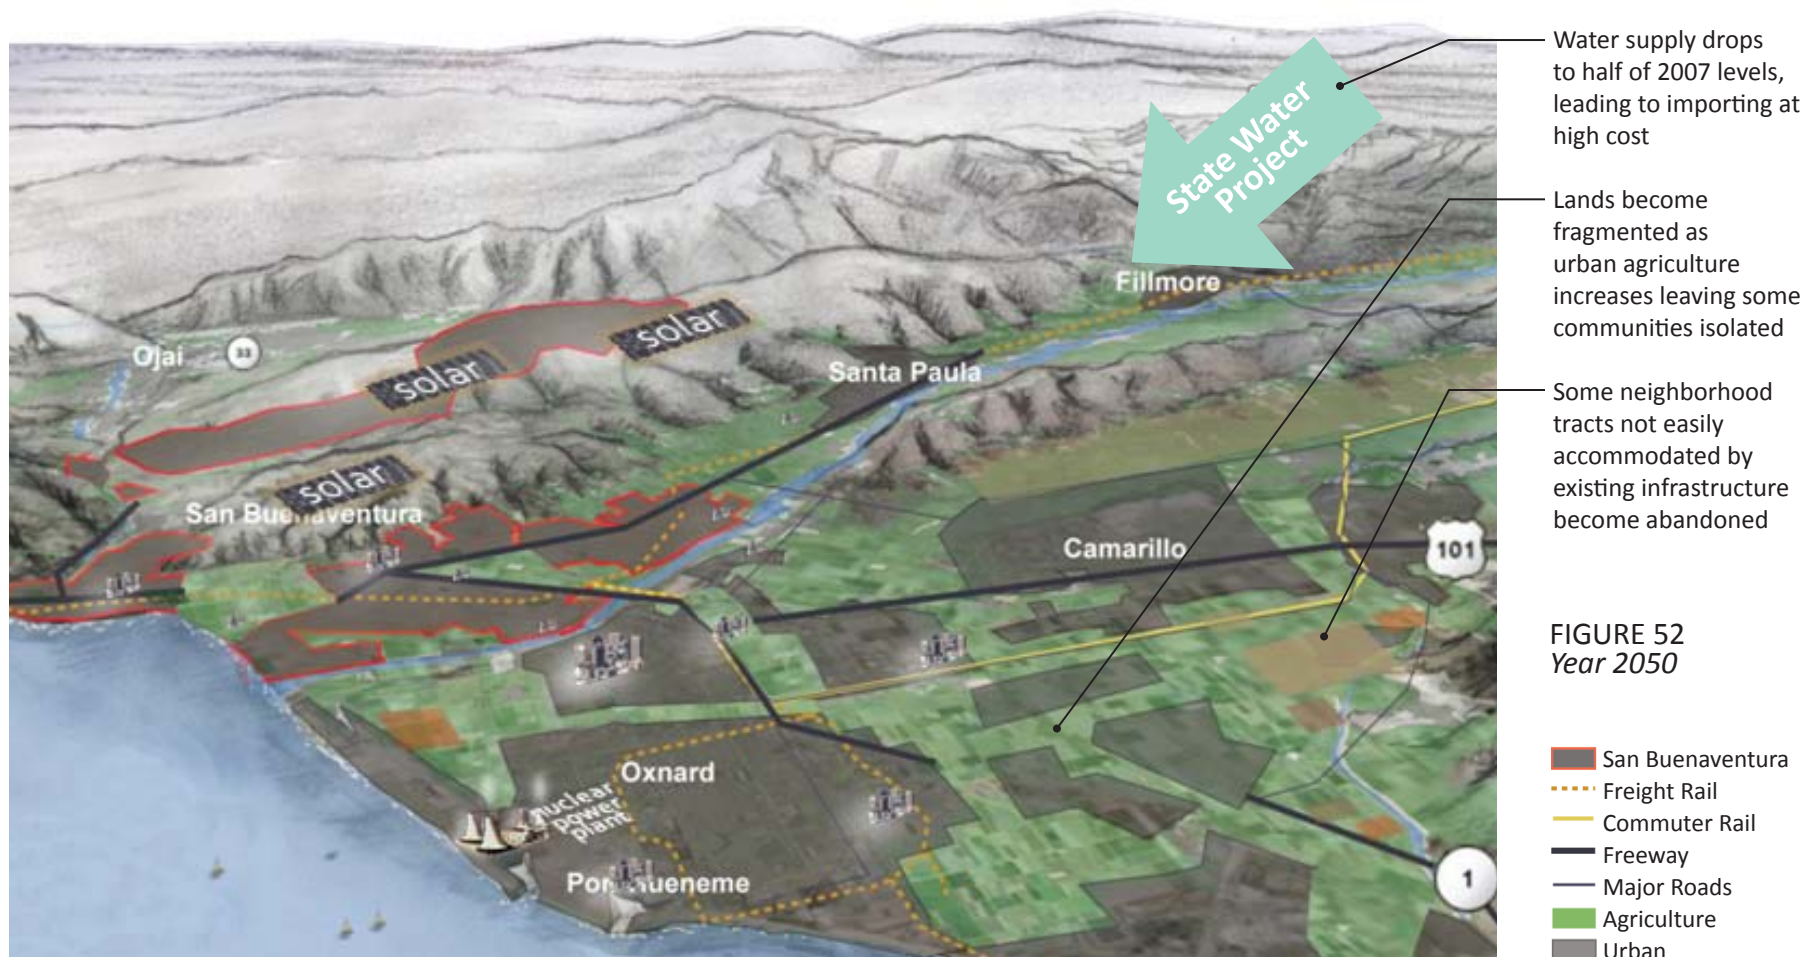 Water supply drops
to half of 2007 levels,
leading to importing at
high cost
State Water
Project
Lands become
fragmented as
urban agriculture
increases leaving some
communities isolated
Fillmore
solar
Ojai
33
solar
Santa Paula
Some neighborhood
tracts not easily
accommodated by
existing infrastructure
become abandoned
solar
San Buenaventura
Camarillo
101
FIGURE 52
Year 2050
Oxnard
nuclear
power
plant
Port Hueneme
1
San Buenaventura
Freight Rail
Commuter Rail
Freeway
Major Roads
Agriculture
Urban